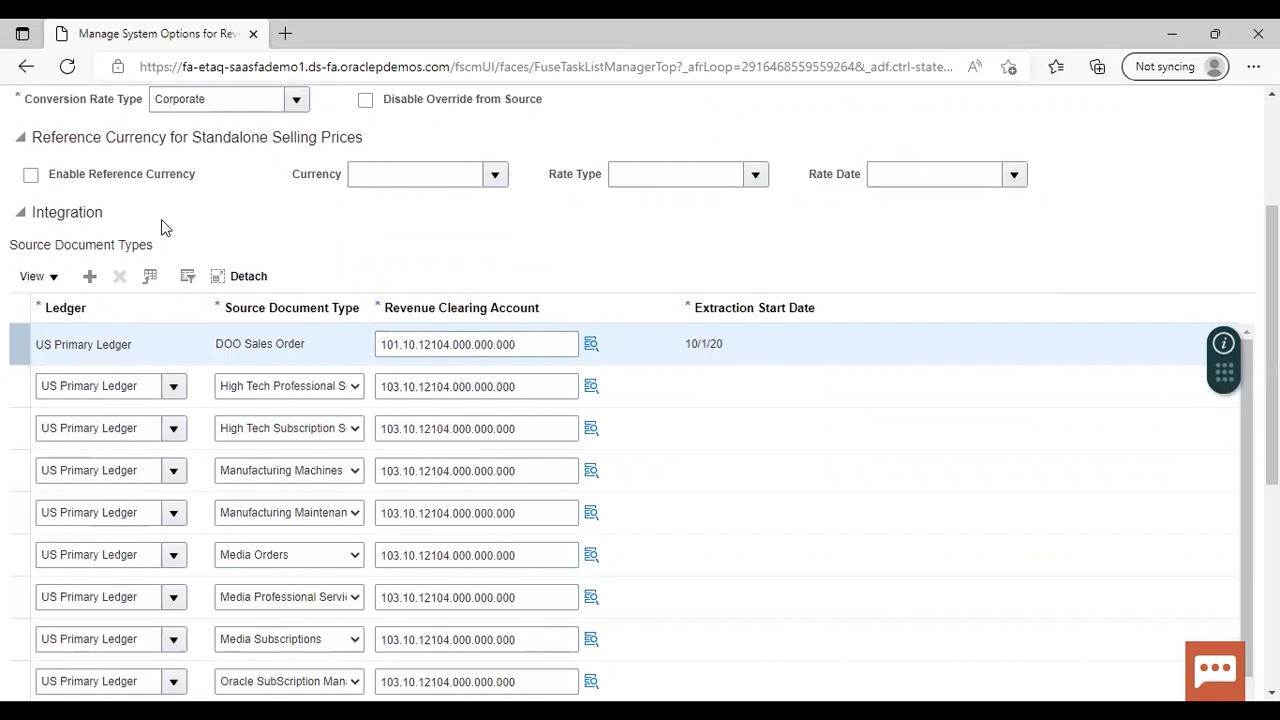 Manage System Options for Rev
https://fa-etaq-saasfademo1.ds-fa.oraclepdemos.com/fscmUI/faces/FuseTaskListManagerTop?_afrLoop=29164685559559264&_adf.ctrl-state...
Not syncing
* Conversion Rate Type Corporate Disable Override from Source
Reference Currency for Standalone Selling Prices
Enable Reference Currency Currency Rate Type Rate Date
Integration
Source Document Types
View Detach
* Ledger * Source Document Type * Revenue Clearing Account * Extraction Start Date
US Primary Ledger DOO Sales Order 101.10.12104.000.000.000 10/1/20
US Primary Ledger High Tech Professional S 103.10.12104.000.000.000
US Primary Ledger High Tech Subscription S 103.10.12104.000.000.000
US Primary Ledger Manufacturing Machines 103.10.12104.000.000.000
US Primary Ledger Manufacturing Maintenan 103.10.12104.000.000.000
US Primary Ledger Media Orders 103.10.12104.000.000.000
US Primary Ledger Media Professional Servi 103.10.12104.000.000.000
US Primary Ledger Media Subscriptions 103.10.12104.000.000.000
US Primary Ledger Oracle SubScription Man 103.10.12104.000.000.000